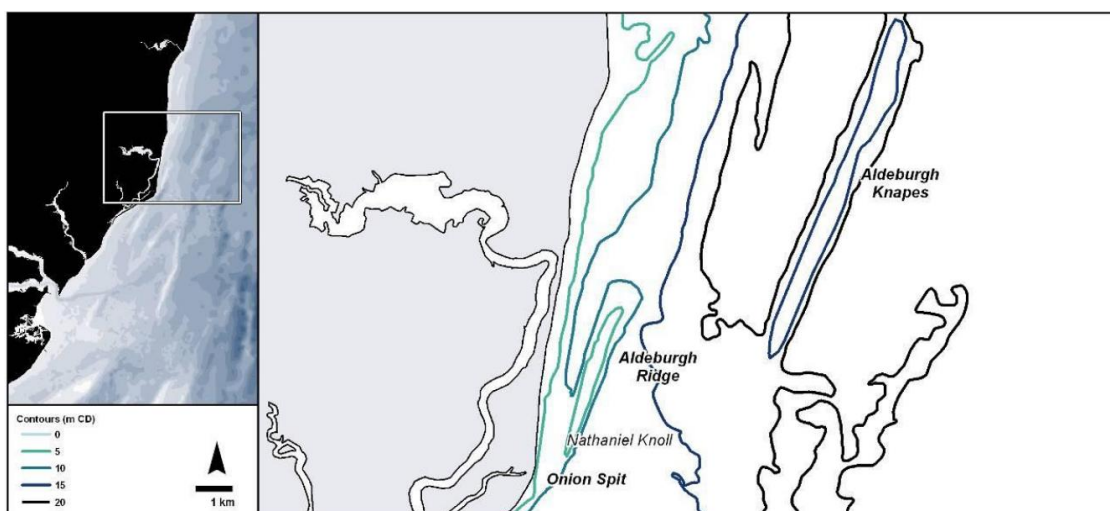 Aldeburgh
Knapes
Aldeburgh
Ridge
Nathaniel Knoll
Onion Spit
Contours (m CD)
0
5
10
15
20
1 km